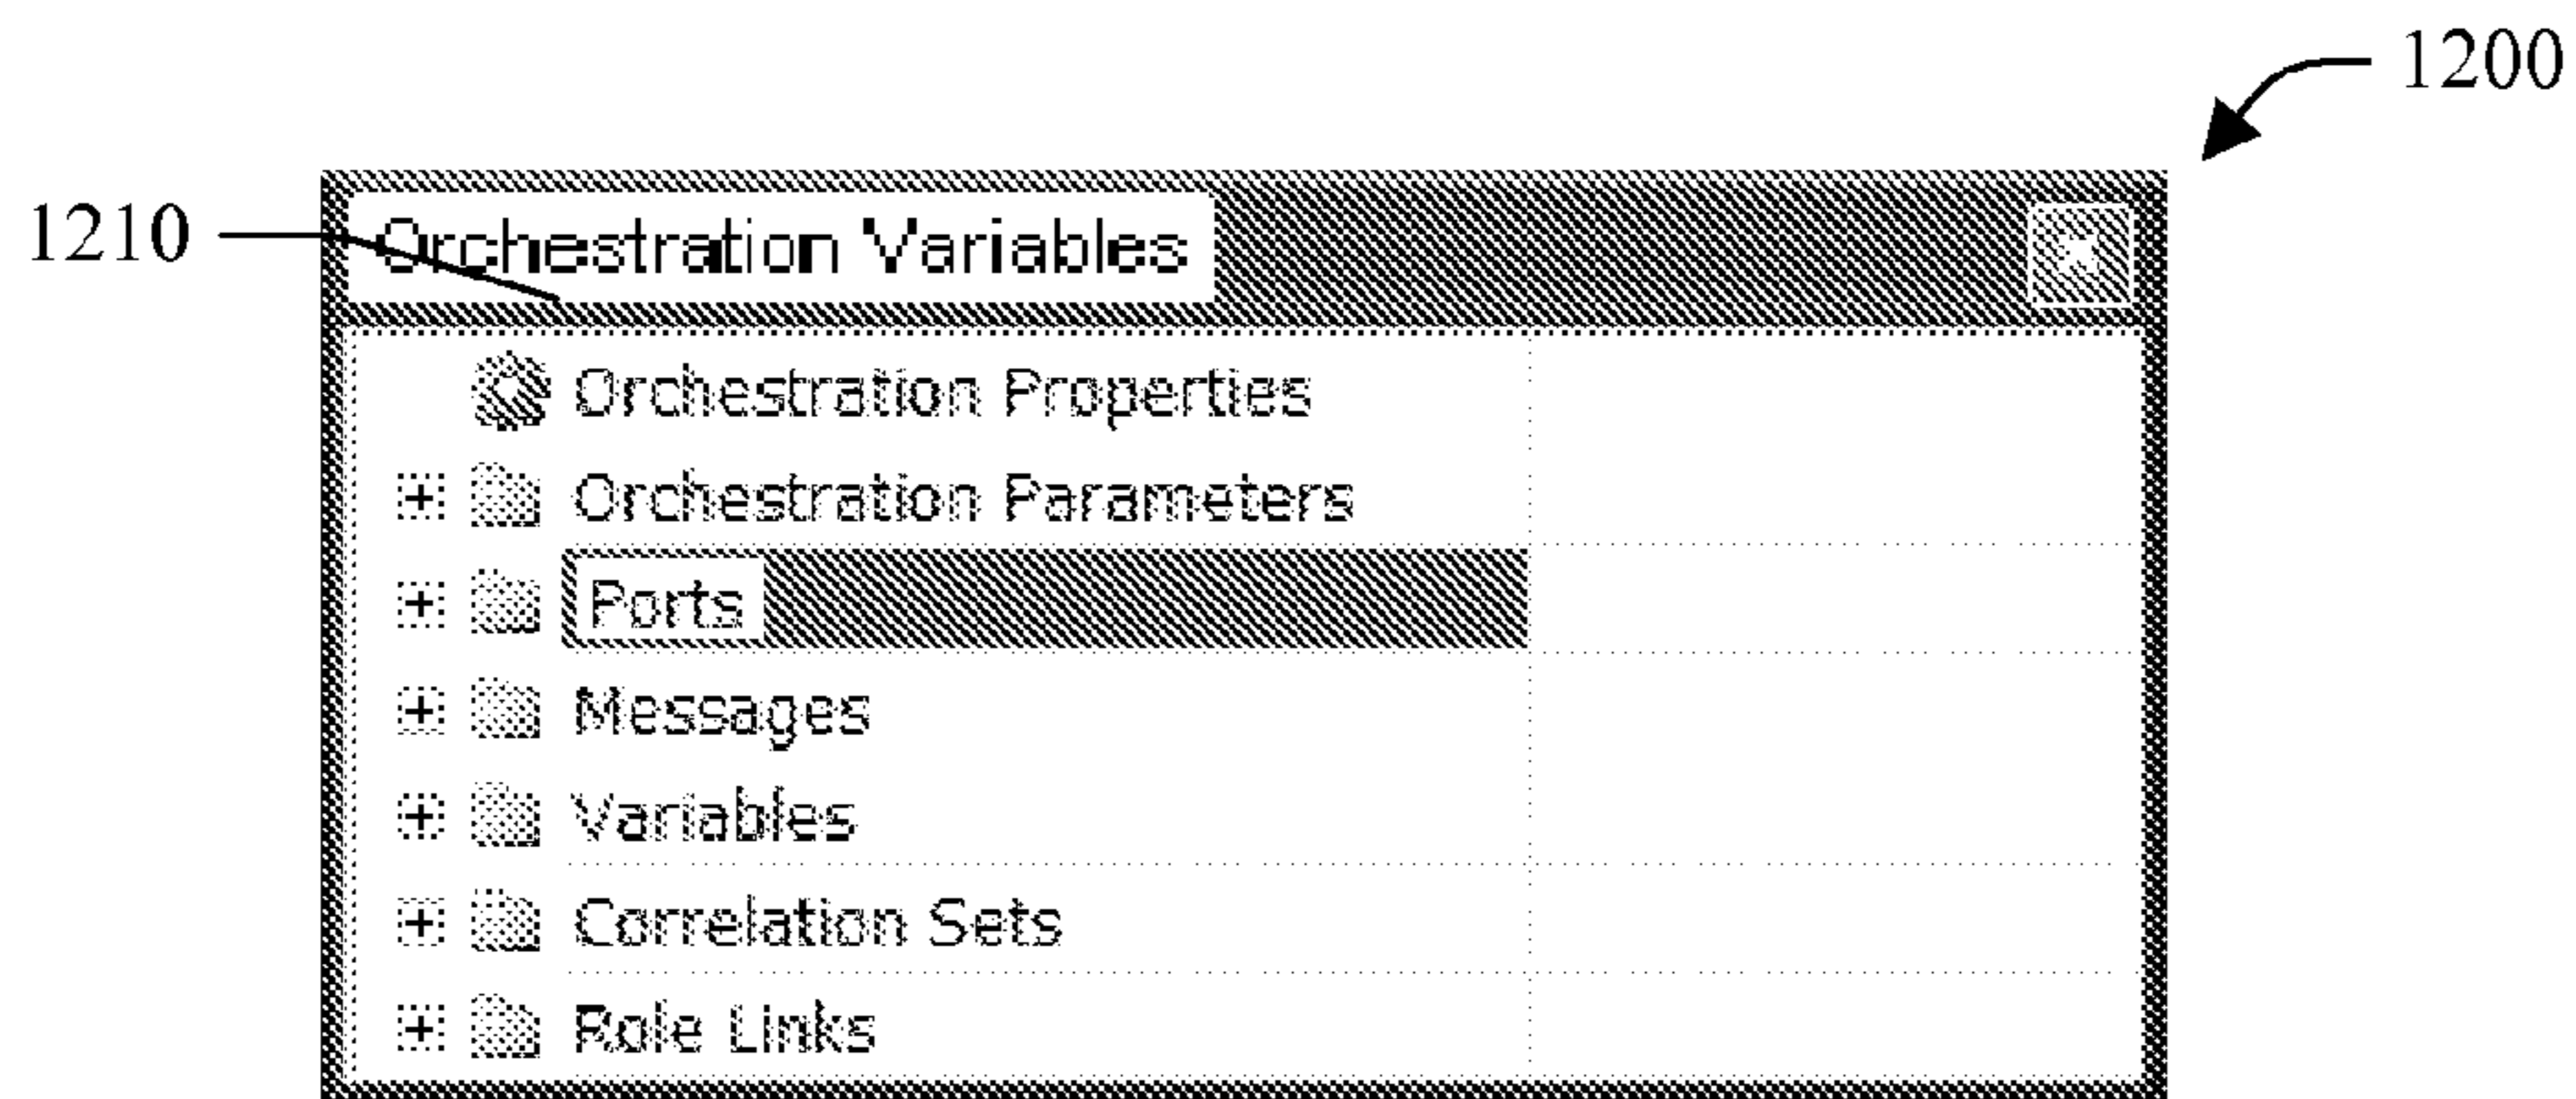 1200
1210
Orchestration Variables
Orchestration Properties
Orchestration Parameters
Ports
Messages
Variables
Correlation Sets
Role Links